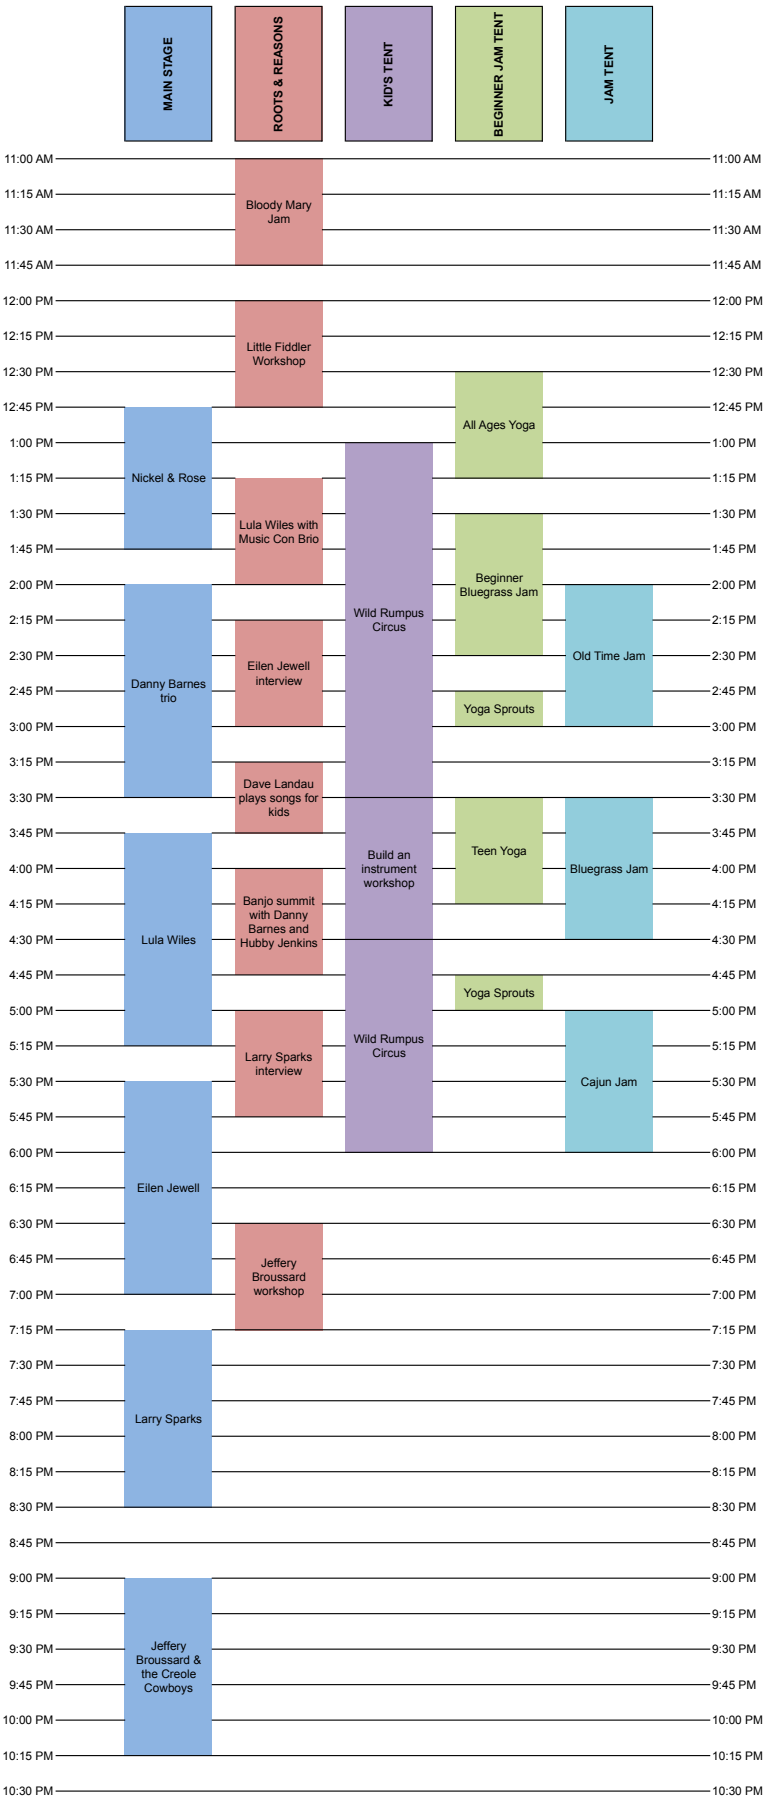 MAIN STAGE
ROOTS & REASONS
KID'S TENT
BEGINNER JAM TENT
JAM TENT
11:00 AM 11:00 AM
11:15 AM 11:15 AM
Bloody Mary
Jam
11:30 AM 11:30 AM
11:45 AM 11:45 AM
12:00 PM 12:00 PM
12:15 PM 12:15 PM
Little Fiddler
Workshop
12:30 PM 12:30 PM
12:45 PM 12:45 PM
All Ages Yoga
1:00 PM 1:00 PM
1:15 PM Nickel & Rose 1:15 PM
1:30 PM 1:30 PM
Lula Wiles with
Music Con Brio
1:45 PM 1:45 PM
Beginner
Bluegrass Jam
2:00 PM 2:00 PM
Wild Rumpus
Circus
2:15 PM 2:15 PM
2:30 PM Old Time Jam 2:30 PM
Eilen Jewell
interview
Danny Barnes
trio
2:45 PM 2:45 PM
Yoga Sprouts
3:00 PM 3:00 PM
3:15 PM 3:15 PM
Dave Landau
plays songs for
kids
3:30 PM 3:30 PM
3:45 PM 3:45 PM
Teen Yoga
Build an
instrument
workshop
4:00 PM Bluegrass Jam 4:00 PM
4:15 PM 4:15 PM
Banjo summit
with Danny
Barnes and
Hubby Jenkins
4:30 PM Lula Wiles 4:30 PM
4:45 PM 4:45 PM
Yoga Sprouts
5:00 PM 5:00 PM
Wild Rumpus
Circus
5:15 PM 5:15 PM
Larry Sparks
interview
5:30 PM Cajun Jam 5:30 PM
5:45 PM 5:45 PM
6:00 PM 6:00 PM
6:15 PM Eilen Jewell 6:15 PM
6:30 PM 6:30 PM
6:45 PM 6:45 PM
Jeffery
Broussard
workshop
7:00 PM 7:00 PM
7:15 PM 7:15 PM
7:30 PM 7:30 PM
7:45 PM 7:45 PM
Larry Sparks
8:00 PM 8:00 PM
8:15 PM 8:15 PM
8:30 PM 8:30 PM
8:45 PM 8:45 PM
9:00 PM 9:00 PM
9:15 PM 9:15 PM
9:30 PM 9:30 PM
Jeffery
Broussard &
the Creole
Cowboys
9:45 PM 9:45 PM
10:00 PM 10:00 PM
10:15 PM 10:15 PM
10:30 PM 10:30 PM